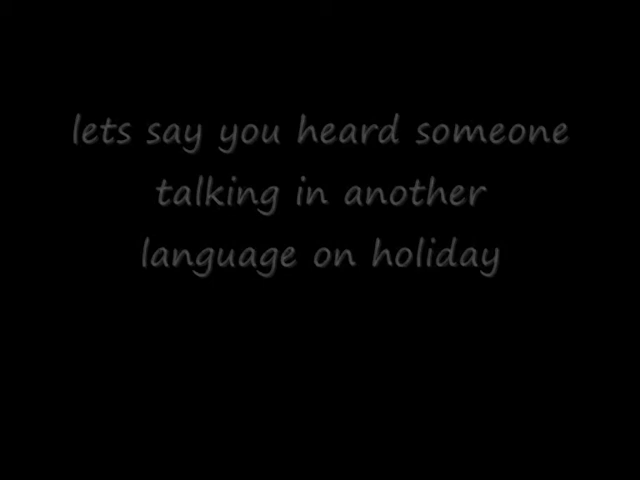 lets say you heard someone
talking in another
language on holiday